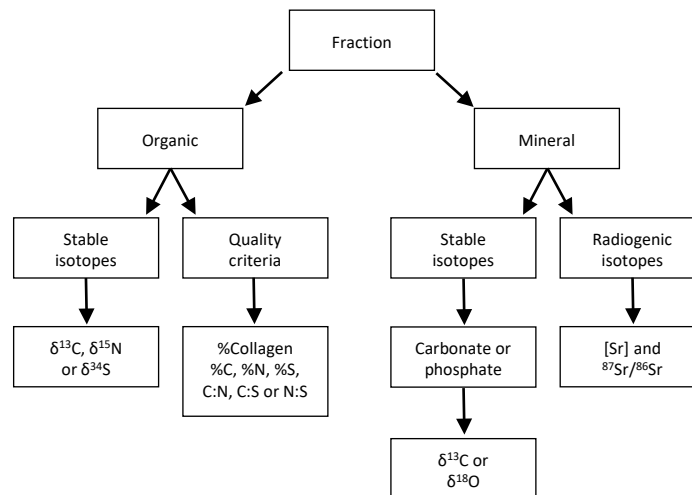 Fraction
Organic
Mineral
Stable
isotopes
Quality
criteria
Stable
isotopes
Radiogenic
isotopes
δ¹³C, δ¹⁵N
or δ³⁴S
%Collagen
%C, %N, %S,
C:N, C:S or N:S
Carbonate or
phosphate
[Sr] and
⁸⁷Sr/⁸⁶Sr
δ¹³C or
δ¹⁸O